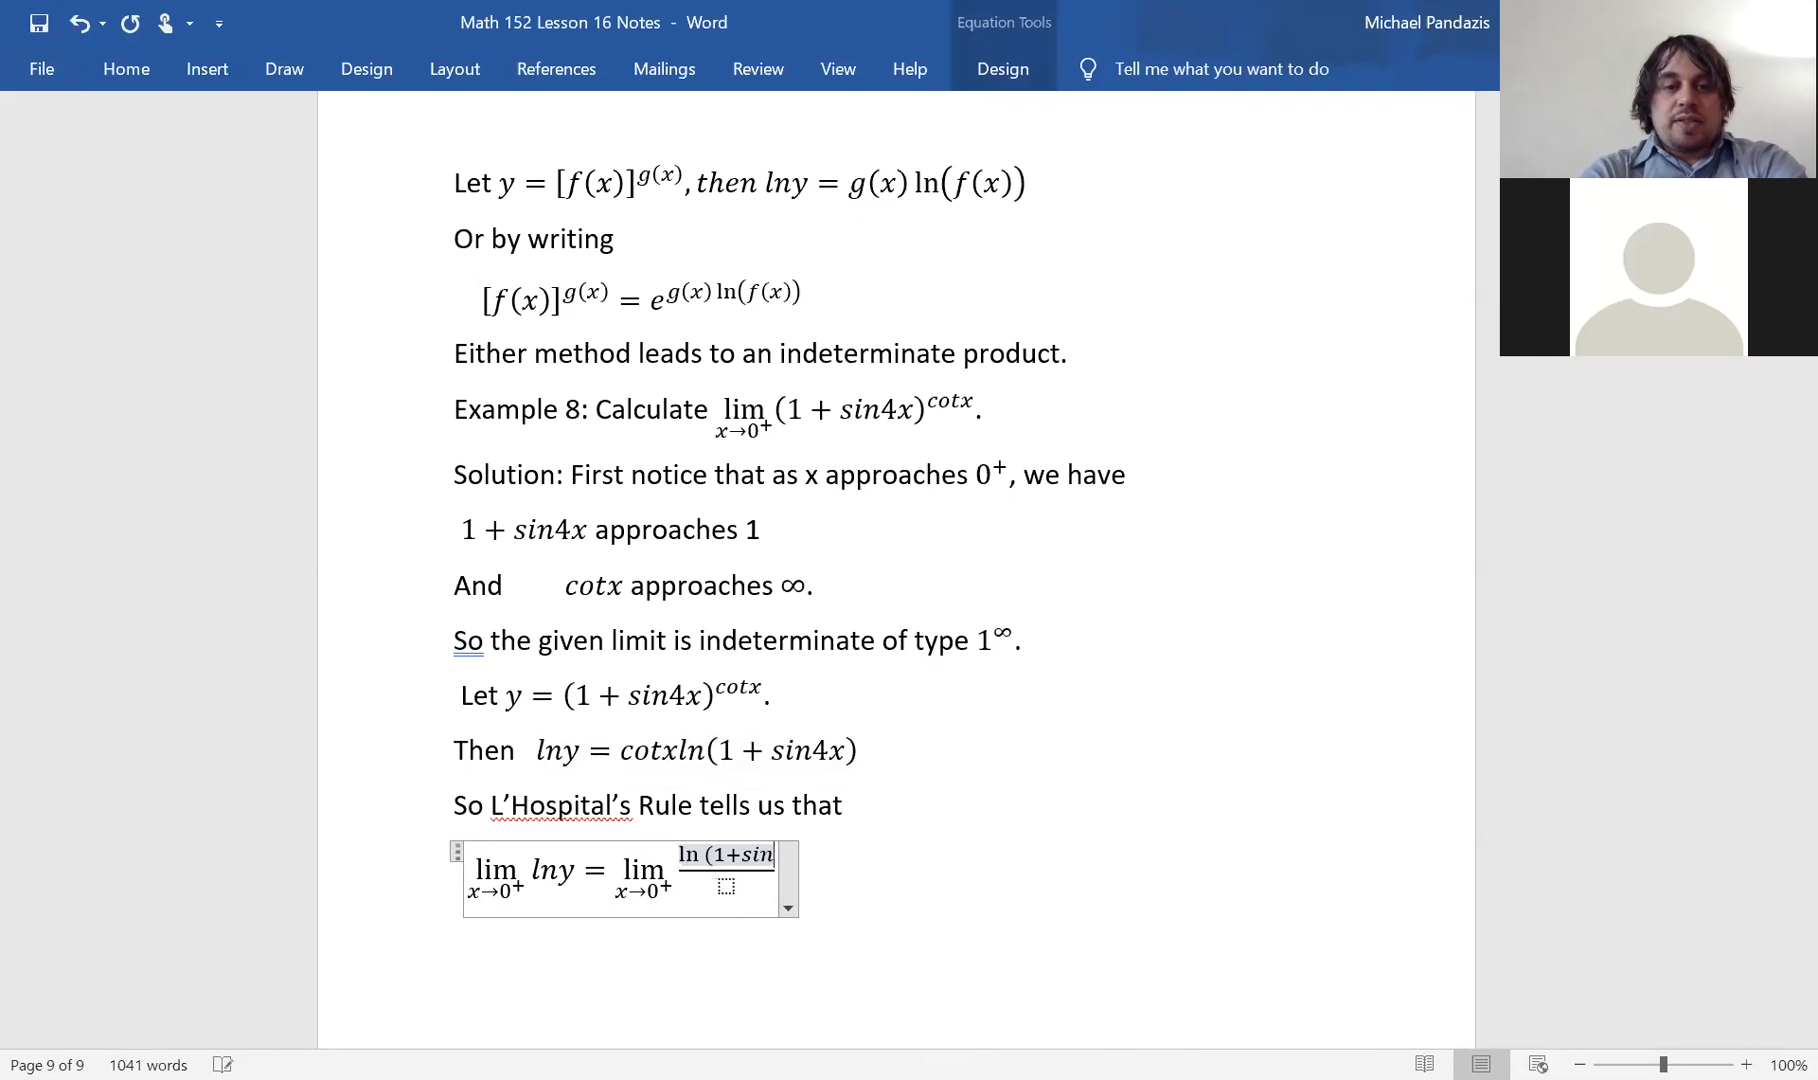 Math 152 Lesson 16 Notes - Word
Equation Tools
Michael Pandazis
File Home Insert Draw Design Layout References Mailings Review View Help Design Tell me what you want to do
Let y = [f(x)]^{g(x)}, then lny = g(x) ln(f(x))
Or by writing
[f(x)]^{g(x)} = e^{g(x) ln(f(x))}
Either method leads to an indeterminate product.
Example 8: Calculate lim_{x→0⁺} (1 + sin4x)^{cotx}.
Solution: First notice that as x approaches 0⁺, we have
1 + sin4x approaches 1
And cotx approaches ∞.
So the given limit is indeterminate of type 1^∞.
Let y = (1 + sin4x)^{cotx}.
Then lny = cotxln(1 + sin4x)
So L’Hospital’s Rule tells us that
lim_{x→0⁺} lny = lim_{x→0⁺} ln (1+sin
Page 9 of 9 1041 words 100%